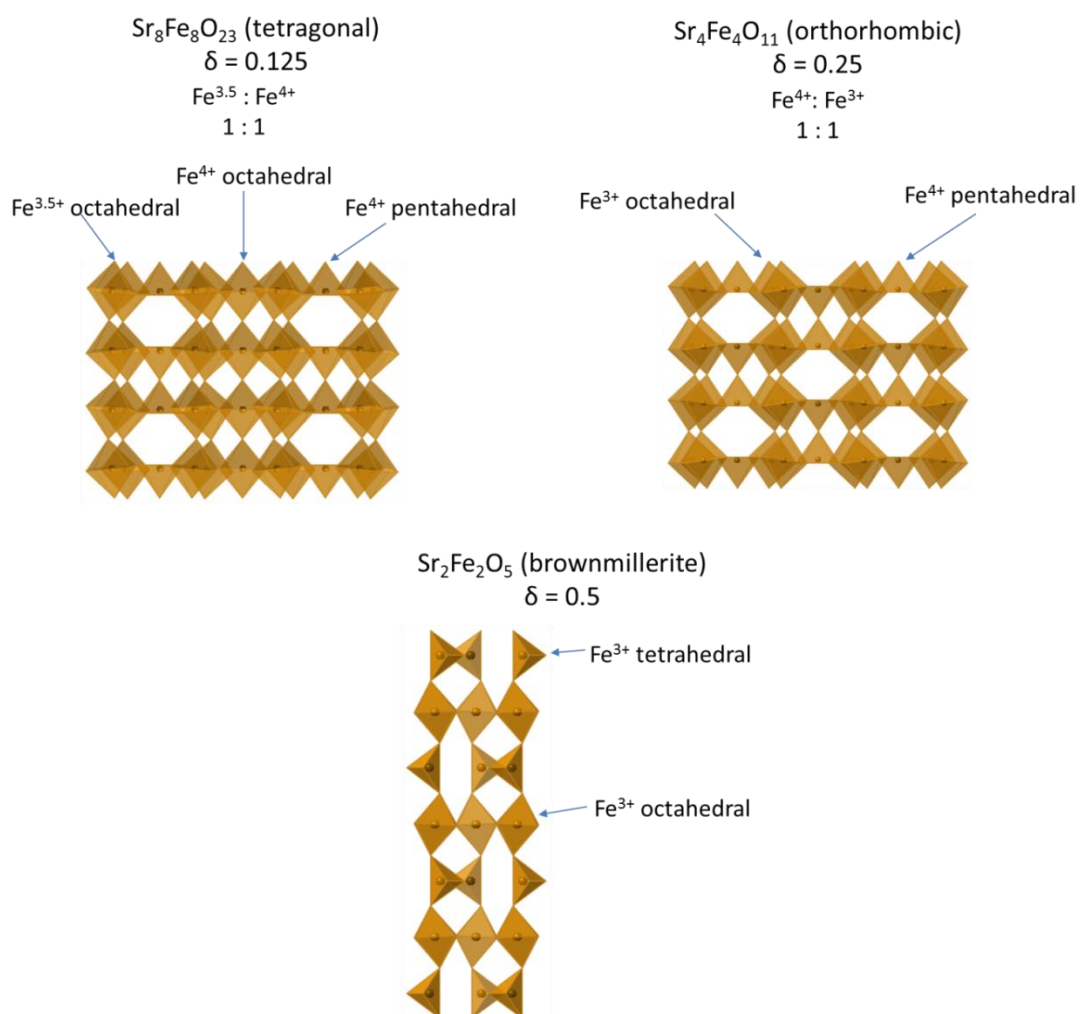 Sr₈Fe₈O₂₃ (tetragonal)
δ = 0.125
Fe³·⁵ : Fe⁴⁺
1 : 1
Fe⁴⁺ octahedral
Fe³·⁵⁺ octahedral
Fe⁴⁺ pentahedral
Sr₄Fe₄O₁₁ (orthorhombic)
δ = 0.25
Fe⁴⁺: Fe³⁺
1 : 1
Fe³⁺ octahedral
Fe⁴⁺ pentahedral
Sr₂Fe₂O₅ (brownmillerite)
δ = 0.5
Fe³⁺ tetrahedral
Fe³⁺ octahedral